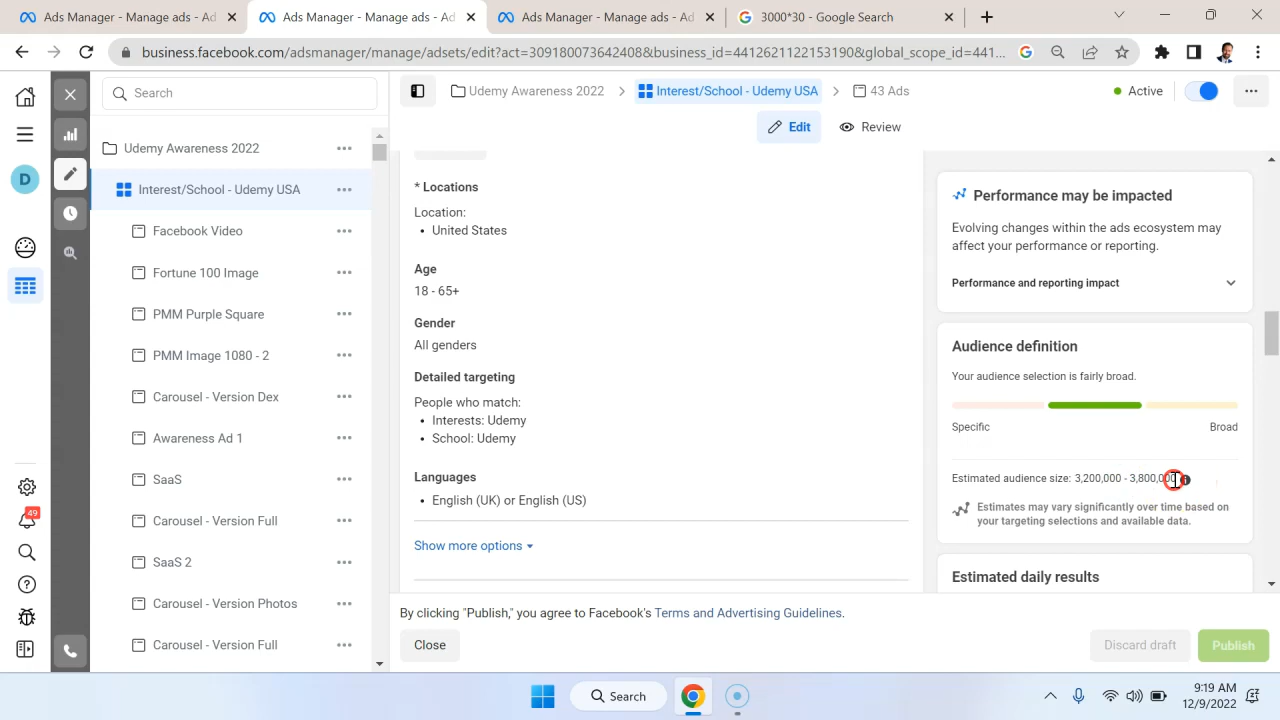 Ads Manager - Manage ads - Ad
Ads Manager - Manage ads - Ad
Ads Manager - Manage ads - Ad
3000*30 - Google Search
business.facebook.com/adsmanager/manage/adsets/edit?act=309180073642408&business_id=4412621122153190&global_scope_id=441...
Search
Udemy Awareness 2022
Interest/School - Udemy USA
43 Ads
Active
Edit
Review
D
Udemy Awareness 2022
Interest/School - Udemy USA
Facebook Video
Fortune 100 Image
PMM Purple Square
PMM Image 1080 - 2
Carousel - Version Dex
Awareness Ad 1
SaaS
Carousel - Version Full
SaaS 2
Carousel - Version Photos
Carousel - Version Full
49
* Locations
Location:
• United States
Age
18 - 65+
Gender
All genders
Detailed targeting
People who match:
• Interests: Udemy
• School: Udemy
Languages
• English (UK) or English (US)
Show more options
Performance may be impacted
Evolving changes within the ads ecosystem may
affect your performance or reporting.
Performance and reporting impact
Audience definition
Your audience selection is fairly broad.
Specific
Broad
Estimated audience size: 3,200,000 - 3,800,000
Estimates may vary significantly over time based on
your targeting selections and available data.
Estimated daily results
By clicking "Publish," you agree to Facebook's Terms and Advertising Guidelines.
Close
Discard draft
Publish
Search
9:19 AM
12/9/2022